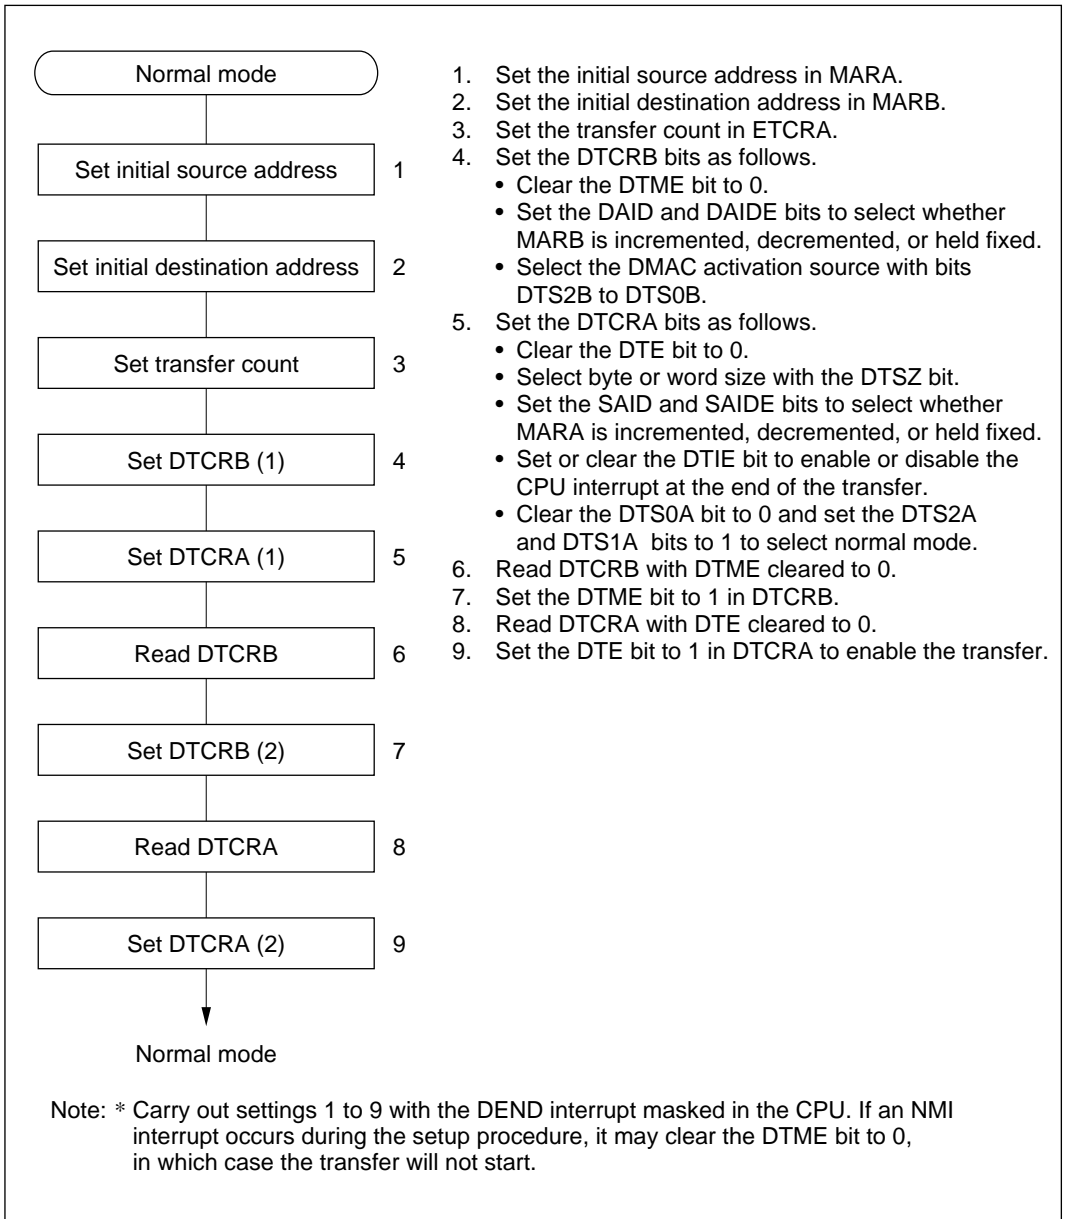 Normal mode
Set initial source address 1
Set initial destination address 2
Set transfer count 3
Set DTCRB (1) 4
Set DTCRA (1) 5
Read DTCRB 6
Set DTCRB (2) 7
Read DTCRA 8
Set DTCRA (2) 9
Normal mode
1. Set the initial source address in MARA.
2. Set the initial destination address in MARB.
3. Set the transfer count in ETCRA.
4. Set the DTCRB bits as follows.
• Clear the DTME bit to 0.
• Set the DAID and DAIDE bits to select whether
MARB is incremented, decremented, or held fixed.
• Select the DMAC activation source with bits
DTS2B to DTS0B.
5. Set the DTCRA bits as follows.
• Clear the DTE bit to 0.
• Select byte or word size with the DTSZ bit.
• Set the SAID and SAIDE bits to select whether
MARA is incremented, decremented, or held fixed.
• Set or clear the DTIE bit to enable or disable the
CPU interrupt at the end of the transfer.
• Clear the DTS0A bit to 0 and set the DTS2A
and DTS1A bits to 1 to select normal mode.
6. Read DTCRB with DTME cleared to 0.
7. Set the DTME bit to 1 in DTCRB.
8. Read DTCRA with DTE cleared to 0.
9. Set the DTE bit to 1 in DTCRA to enable the transfer.
Note: * Carry out settings 1 to 9 with the DEND interrupt masked in the CPU. If an NMI
interrupt occurs during the setup procedure, it may clear the DTME bit to 0,
in which case the transfer will not start.